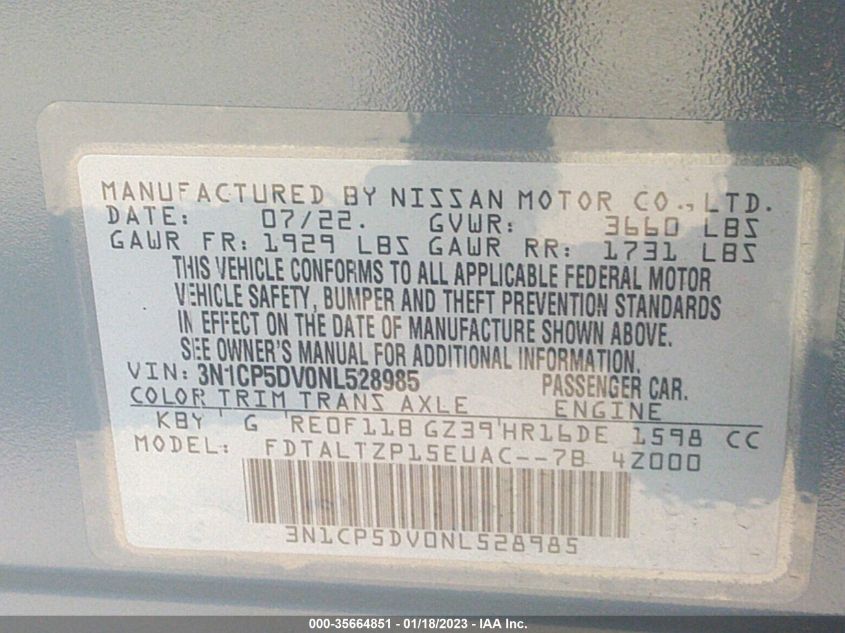 MANUFACTURED BY NISSAN MOTOR CO., LTD.
DATE: 07/22. GVWR: 3660 LBS
GAWR FR: 1929 LBS GAWR RR: 1731 LBS
THIS VEHICLE CONFORMS TO ALL APPLICABLE FEDERAL MOTOR
VEHICLE SAFETY, BUMPER AND THEFT PREVENTION STANDARDS
IN EFFECT ON THE DATE OF MANUFACTURE SHOWN ABOVE.
SEE OWNER'S MANUAL FOR ADDITIONAL INFORMATION.
VIN: 3N1CP5DV0NL528985 PASSENGER CAR.
COLOR TRIM TRANS AXLE ENGINE
KBY G RE0F11B GZ39 HR16DE 1598 CC
MODEL: FDTALTZP15EUAC--7B 4Z000
3N1CP5DV0NL528985
000-35664851 - 01/18/2023 - IAA Inc.